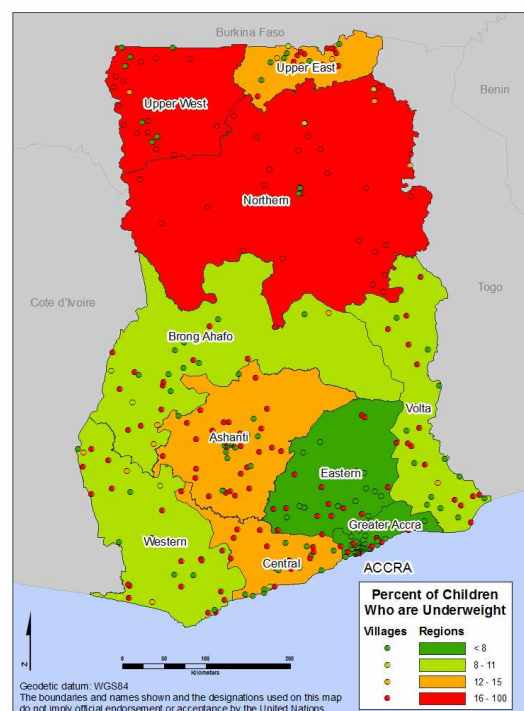 Burkina Faso
Upper East
Benin
Upper West
Northern
Togo
Cote d'Ivoire
Brong Ahafo
Volta
Ashanti
Eastern
Greater Accra
Western
Central
ACCRA
Percent of Children
Who are Underweight
Villages Regions
< 8
8 - 11
12 - 15
16 - 100
N
0 50 100 200
Kilometers
Geodetic datum: WGS84
The boundaries and names shown and the designations used on this map
do not imply official endorsement or acceptance by the United Nations